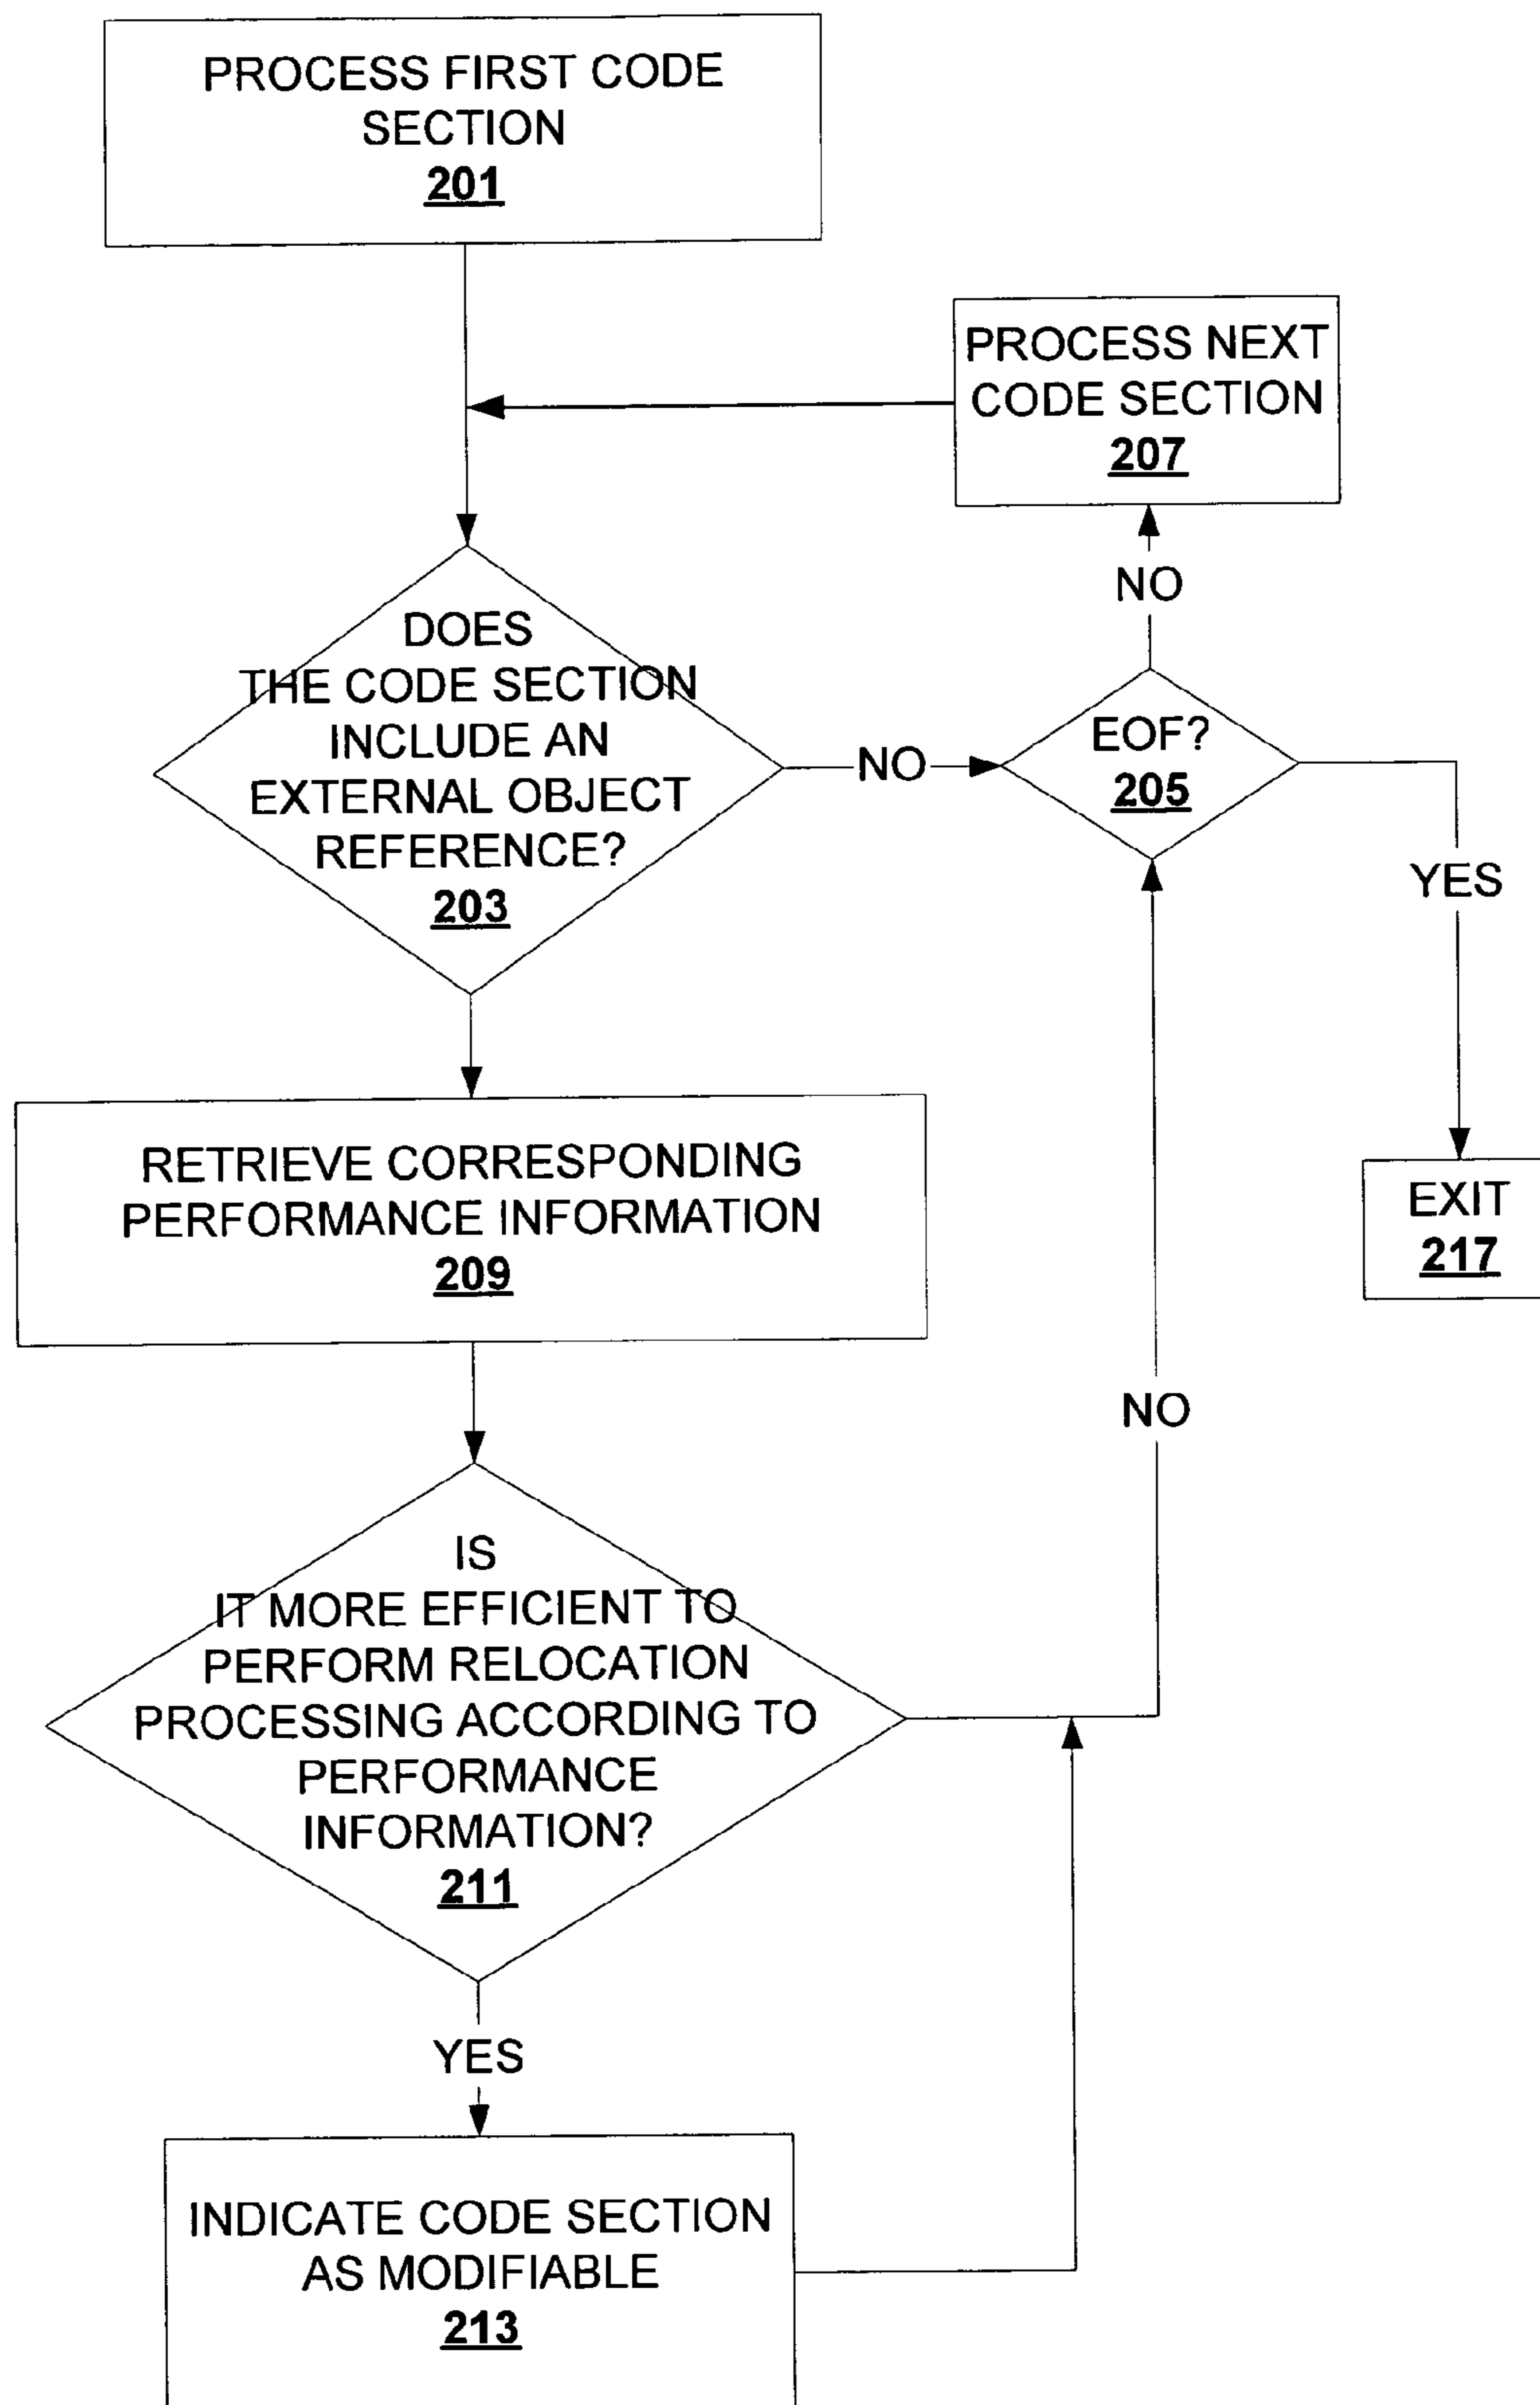 PROCESS FIRST CODE
SECTION
201
PROCESS NEXT
CODE SECTION
207
NO
DOES
THE CODE SECTION
INCLUDE AN
EXTERNAL OBJECT
REFERENCE?
203
NO
EOF?
205
YES
RETRIEVE CORRESPONDING
PERFORMANCE INFORMATION
209
EXIT
217
NO
IS
IT MORE EFFICIENT TO
PERFORM RELOCATION
PROCESSING ACCORDING TO
PERFORMANCE
INFORMATION?
211
YES
INDICATE CODE SECTION
AS MODIFIABLE
213